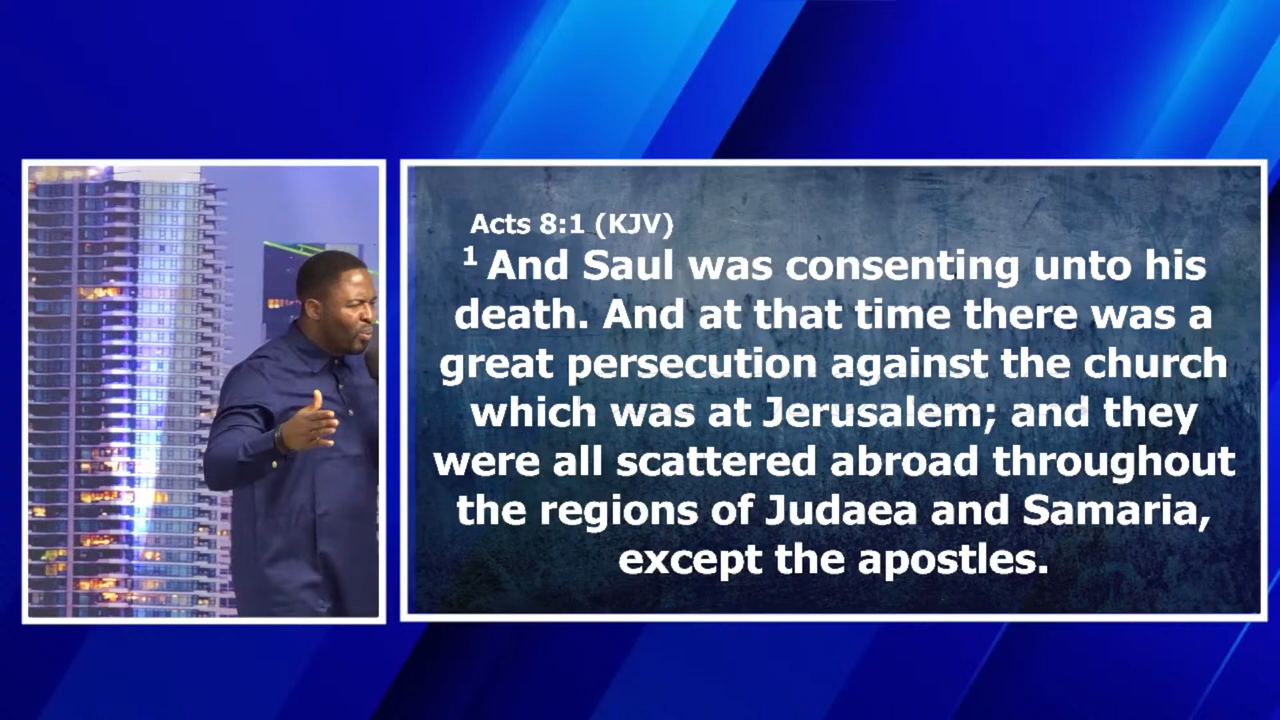 Acts 8:1 (KJV)
1 And Saul was consenting unto his
death. And at that time there was a
great persecution against the church
which was at Jerusalem; and they
were all scattered abroad throughout
the regions of Judaea and Samaria,
except the apostles.